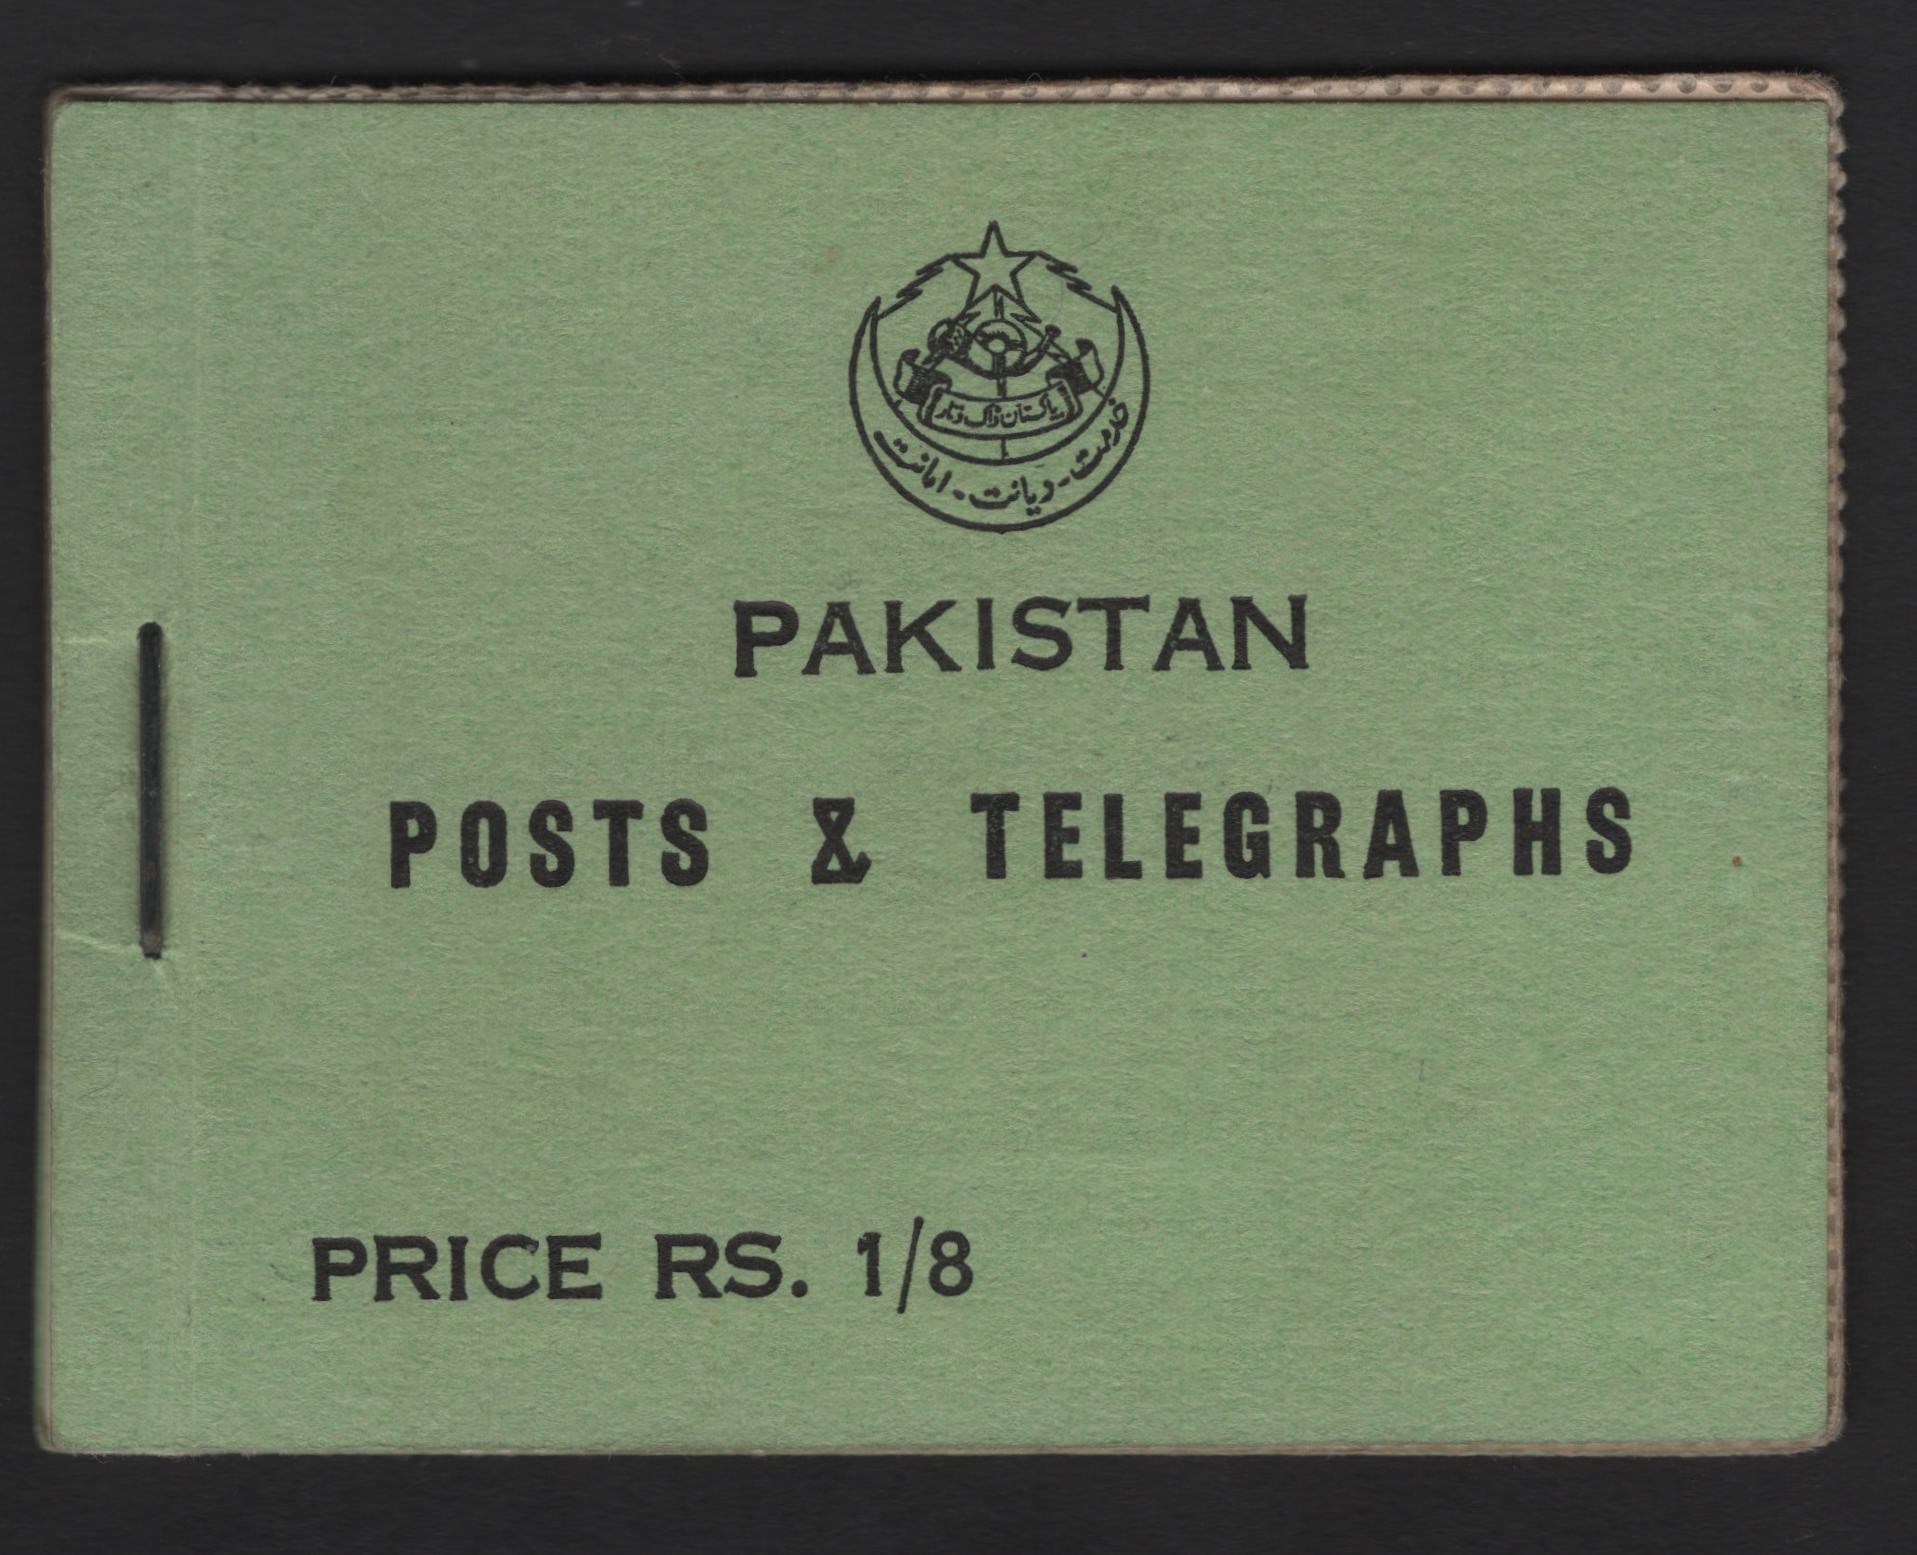 پاکستان ڈاک و تار
خدمت - دیانت - امانت
PAKISTAN
POSTS & TELEGRAPHS
PRICE RS. 1/8